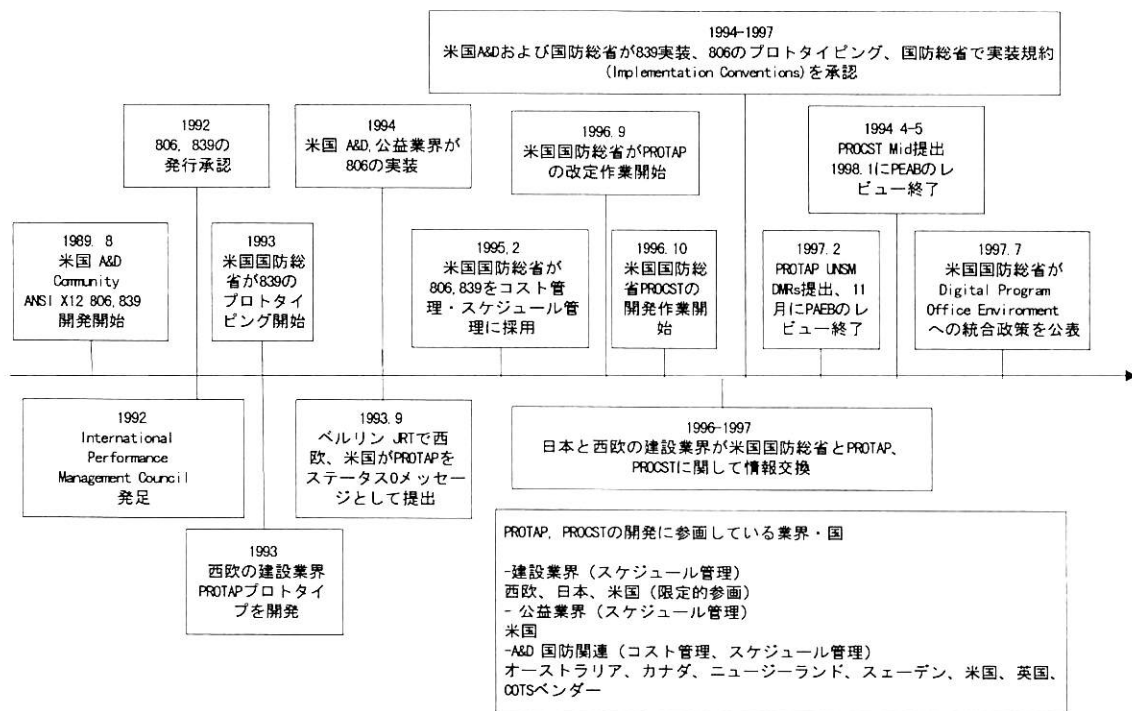 1994-1997
米国A&Dおよび国防総省が839実装、806のプロトタイピング、国防総省で実装規約
(Implementation Conventions)を承認
1992
806, 839の
発行承認
1994
米国 A&D,公益業界が
806の実装
1996. 9
米国国防総省がPROTAP
の改定作業開始
1994 4-5
PROCST Mid提出
1998.1にPEABのレ
ビュー終了
1989. 8
米国 A&D
Community
ANSI X12 806,839
開発開始
1993
米国国防総
省が839の
プロトタイ
ピング開始
1995.2
米国国防総省が
806,839をコスト管
理・スケジュール管
理に採用
1996.10
米国国防総
省PROCSTの
開発作業開
始
1997.2
PROTAP UNSM
DMRs提出、11
月にPAEBのレ
ビュー終了
1997.7
米国国防総省が
Digital Program
Office Environment
への統合政策を公表
1992
International
Performance
Management Council
発足
1993.9
ベルリン JRTで西
欧、米国がPROTAPを
ステータス0メッセー
ジとして提出
1996-1997
日本と西欧の建設業界が米国国防総省とPROTAP、
PROCSTに関して情報交換
1993
西欧の建設業界
PROTAPプロトタイ
プを開発
PROTAP, PROCSTの開発に参画している業界・国
-建設業界（スケジュール管理）
西欧、日本、米国（限定的参画）
- 公益業界（スケジュール管理）
米国
-A&D 国防関連（コスト管理、スケジュール管理）
オーストラリア、カナダ、ニュージーランド、スェーデン、米国、英国、
COTSベンダー